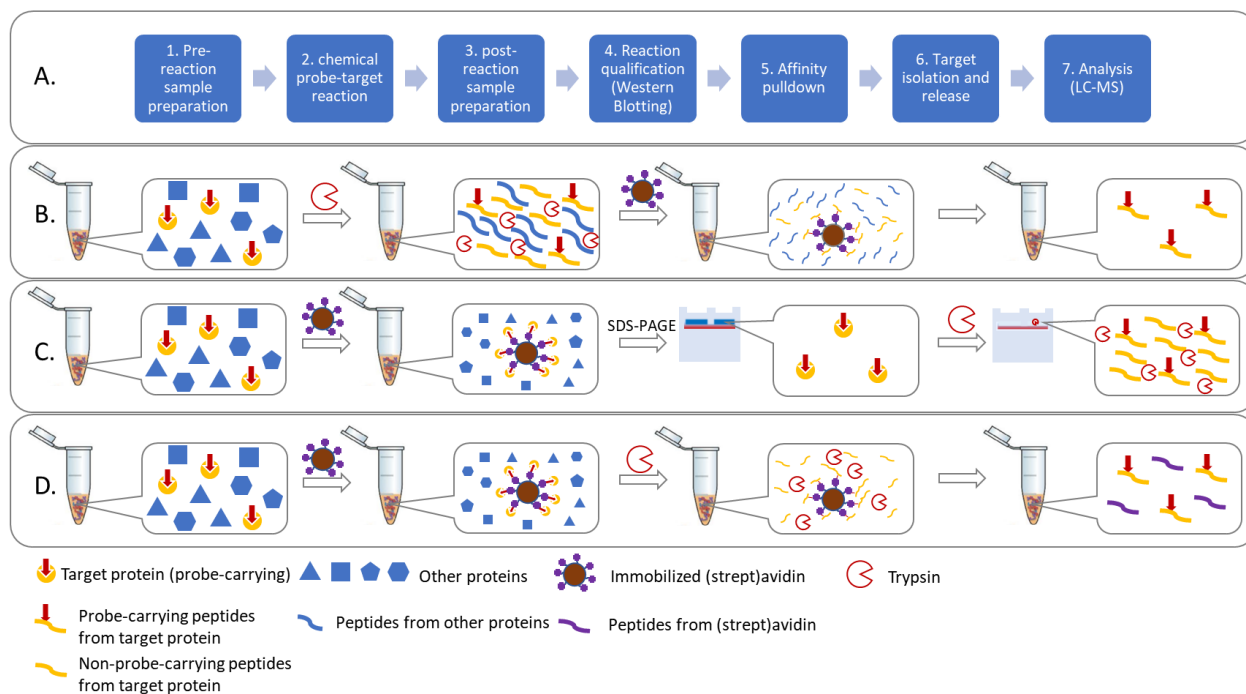 A.
1. Pre-
reaction
sample
preparation
2. chemical
probe-target
reaction
3. post-
reaction
sample
preparation
4. Reaction
qualification
(Western
Blotting)
5. Affinity
pulldown
6. Target
isolation and
release
7. Analysis
(LC-MS)
B.
C.
SDS-PAGE
D.
Target protein (probe-carrying)
Other proteins
Immobilized (strept)avidin
Trypsin
Probe-carrying peptides
from target protein
Peptides from other proteins
Peptides from (strept)avidin
Non-probe-carrying peptides
from target protein